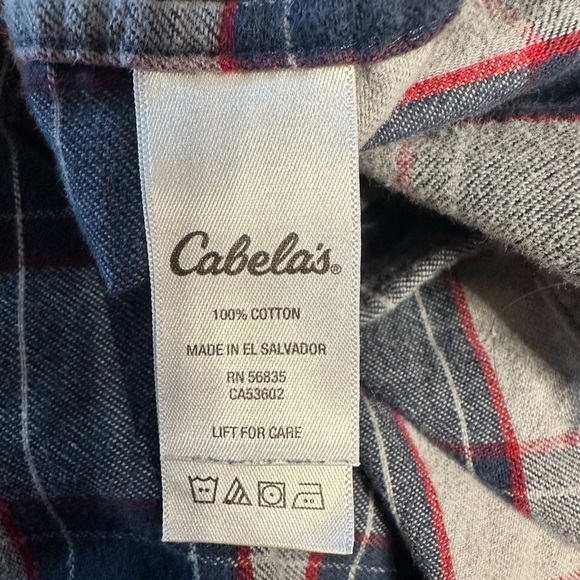 Cabela's®
100% COTTON
MADE IN EL SALVADOR
RN 56835
CA53602
LIFT FOR CARE